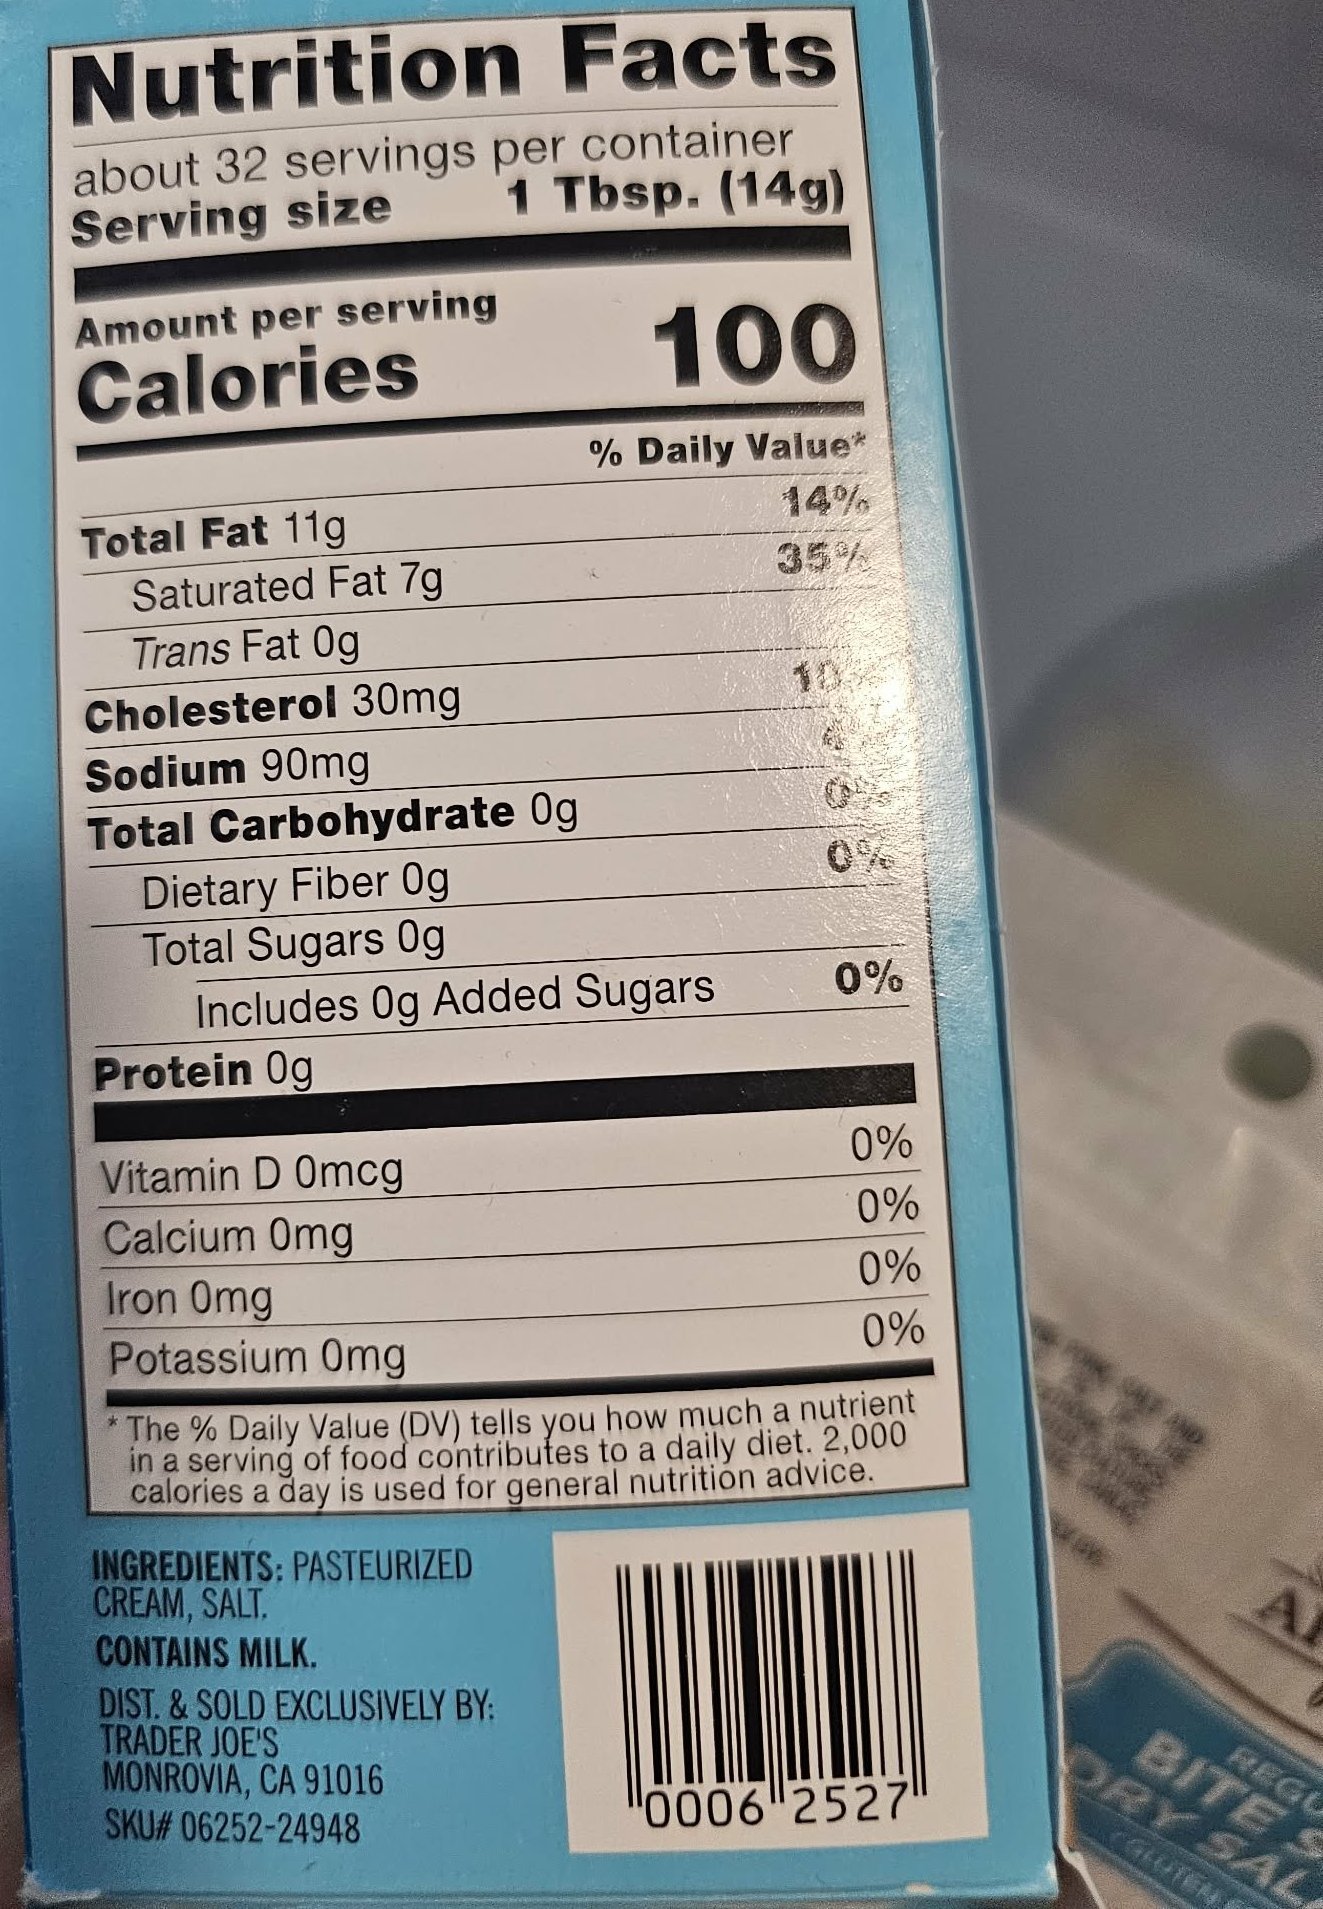 Nutrition Facts
about 32 servings per container
Serving size 1 Tbsp. (14g)
Amount per serving
Calories 100
% Daily Value*
Total Fat 11g 14%
Saturated Fat 7g 35%
Trans Fat 0g
Cholesterol 30mg 10
Sodium 90mg
Total Carbohydrate 0g 0%
Dietary Fiber 0g 0%
Total Sugars 0g
Includes 0g Added Sugars 0%
Protein 0g
Vitamin D 0mcg 0%
Calcium 0mg 0%
Iron 0mg 0%
Potassium 0mg 0%
* The % Daily Value (DV) tells you how much a nutrient
in a serving of food contributes to a daily diet. 2,000
calories a day is used for general nutrition advice.
INGREDIENTS: PASTEURIZED
CREAM, SALT.
CONTAINS MILK.
DIST. & SOLD EXCLUSIVELY BY:
TRADER JOE'S
MONROVIA, CA 91016
SKU# 06252-24948
0006 2527
BITE
DRY